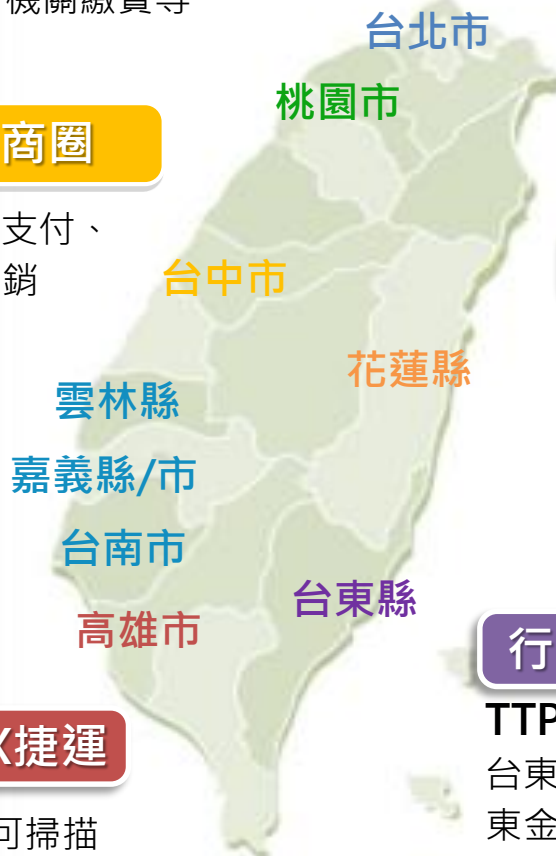 機關繳費等
台北市
桃園市
商圈
支付、
銷
台中市
花蓮縣
雲林縣
嘉義縣/市
台南市
台東縣
高雄市
行
TTP
X捷運
台東
可掃描
東金